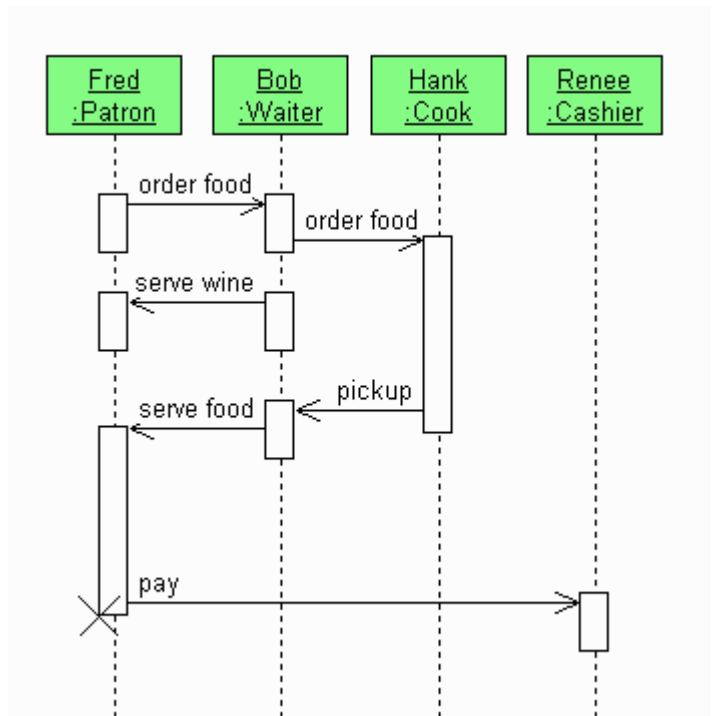 Fred
:Patron
Bob
:Waiter
Hank
:Cook
Renee
:Cashier
order food
order food
serve wine
pickup
serve food
pay